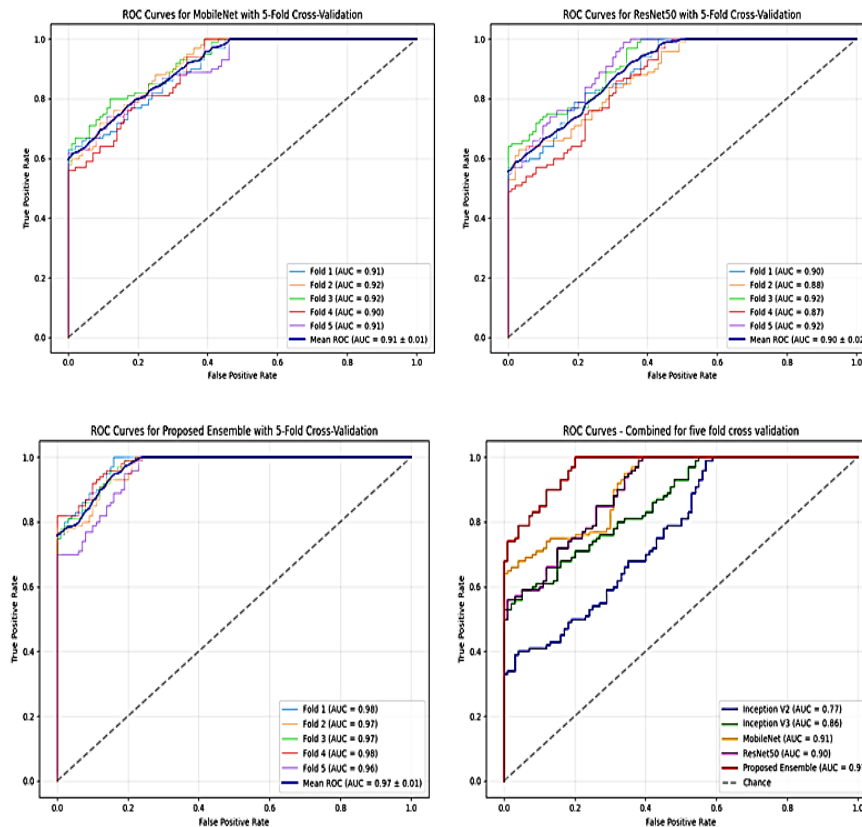 ROC Curves for MobileNet with 5-Fold Cross-Validation
True Positive Rate
1.0
0.8
0.6
0.4
0.2
0.0
Fold 1 (AUC = 0.91)
Fold 2 (AUC = 0.92)
Fold 3 (AUC = 0.92)
Fold 4 (AUC = 0.90)
Fold 5 (AUC = 0.91)
Mean ROC (AUC = 0.91 ± 0.01)
0.0 0.2 0.4 0.6 0.8 1.0
False Positive Rate
ROC Curves for ResNet50 with 5-Fold Cross-Validation
True Positive Rate
1.0
0.8
0.6
0.4
0.2
0.0
Fold 1 (AUC = 0.90)
Fold 2 (AUC = 0.88)
Fold 3 (AUC = 0.92)
Fold 4 (AUC = 0.87)
Fold 5 (AUC = 0.92)
Mean ROC (AUC = 0.90 ± 0.02
0.0 0.2 0.4 0.6 0.8 1.0
False Positive Rate
ROC Curves for Proposed Ensemble with 5-Fold Cross-Validation
True Positive Rate
1.0
0.8
0.6
0.4
0.2
0.0
Fold 1 (AUC = 0.98)
Fold 2 (AUC = 0.97)
Fold 3 (AUC = 0.97)
Fold 4 (AUC = 0.98)
Fold 5 (AUC = 0.96)
Mean ROC (AUC = 0.97 ± 0.01)
0.0 0.2 0.4 0.6 0.8 1.0
False Positive Rate
ROC Curves - Combined for five fold cross validation
True Positive Rate
1.0
0.8
0.6
0.4
0.2
0.0
Inception V2 (AUC = 0.77)
Inception V3 (AUC = 0.86)
MobileNet (AUC = 0.91)
ResNet50 (AUC = 0.90)
Proposed Ensemble (AUC = 0.97
Chance
0.0 0.2 0.4 0.6 0.8 1.0
False Positive Rate